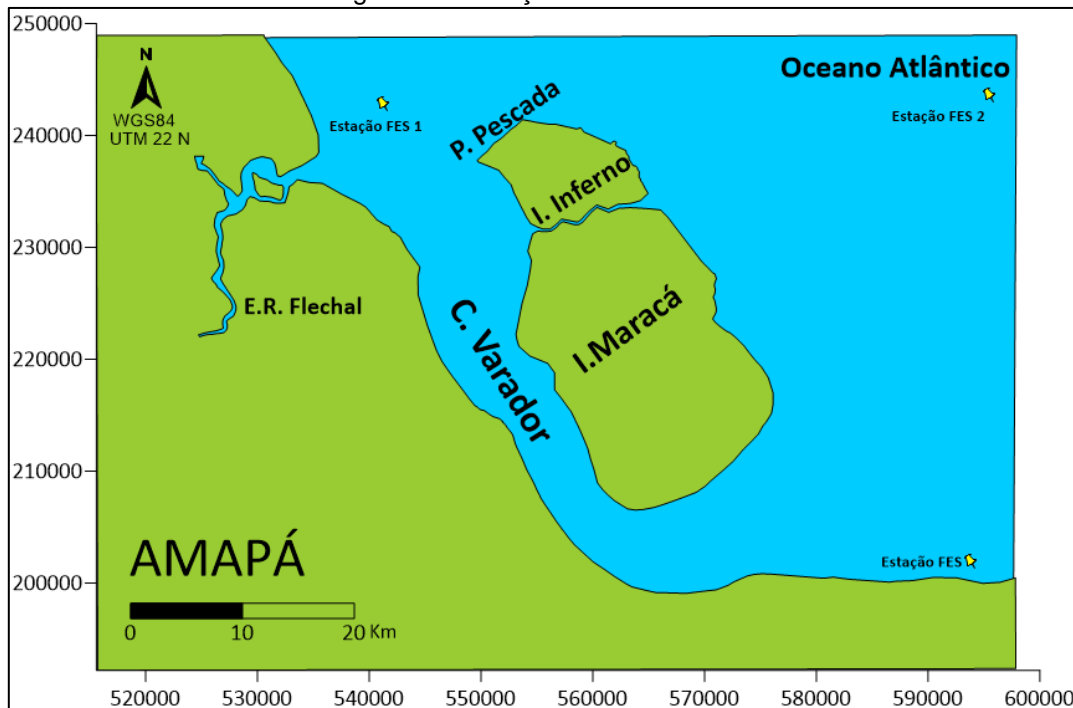 250000
N
WGS84
UTM 22 N
Oceano Atlântico
Estação FES 1
Estação FES 2
240000
P. Pescada
I. Inferno
230000
E.R. Flechal
C. Varador
I.Maracá
220000
210000
AMAPÁ
Estação FES
200000
0 10 20 Km
520000 530000 540000 550000 560000 570000 580000 590000 600000